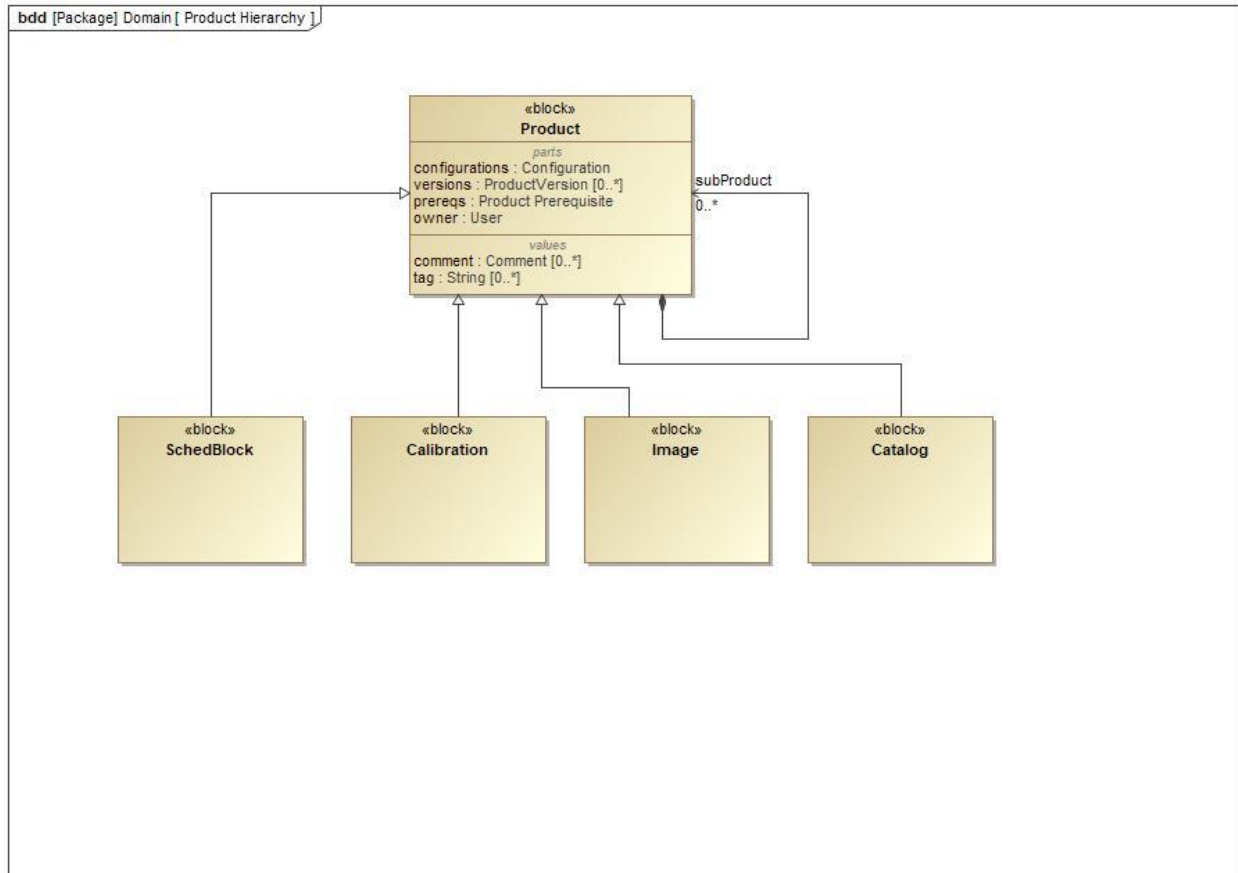 bdd [Package] Domain [ Product Hierarchy ]
«block»
Product
parts
configurations : Configuration
versions : ProductVersion [0..*]
prereqs : Product Prerequisite
owner : User
values
comment : Comment [0..*]
tag : String [0..*]
subProduct
0..*
«block»
SchedBlock
«block»
Calibration
«block»
Image
«block»
Catalog